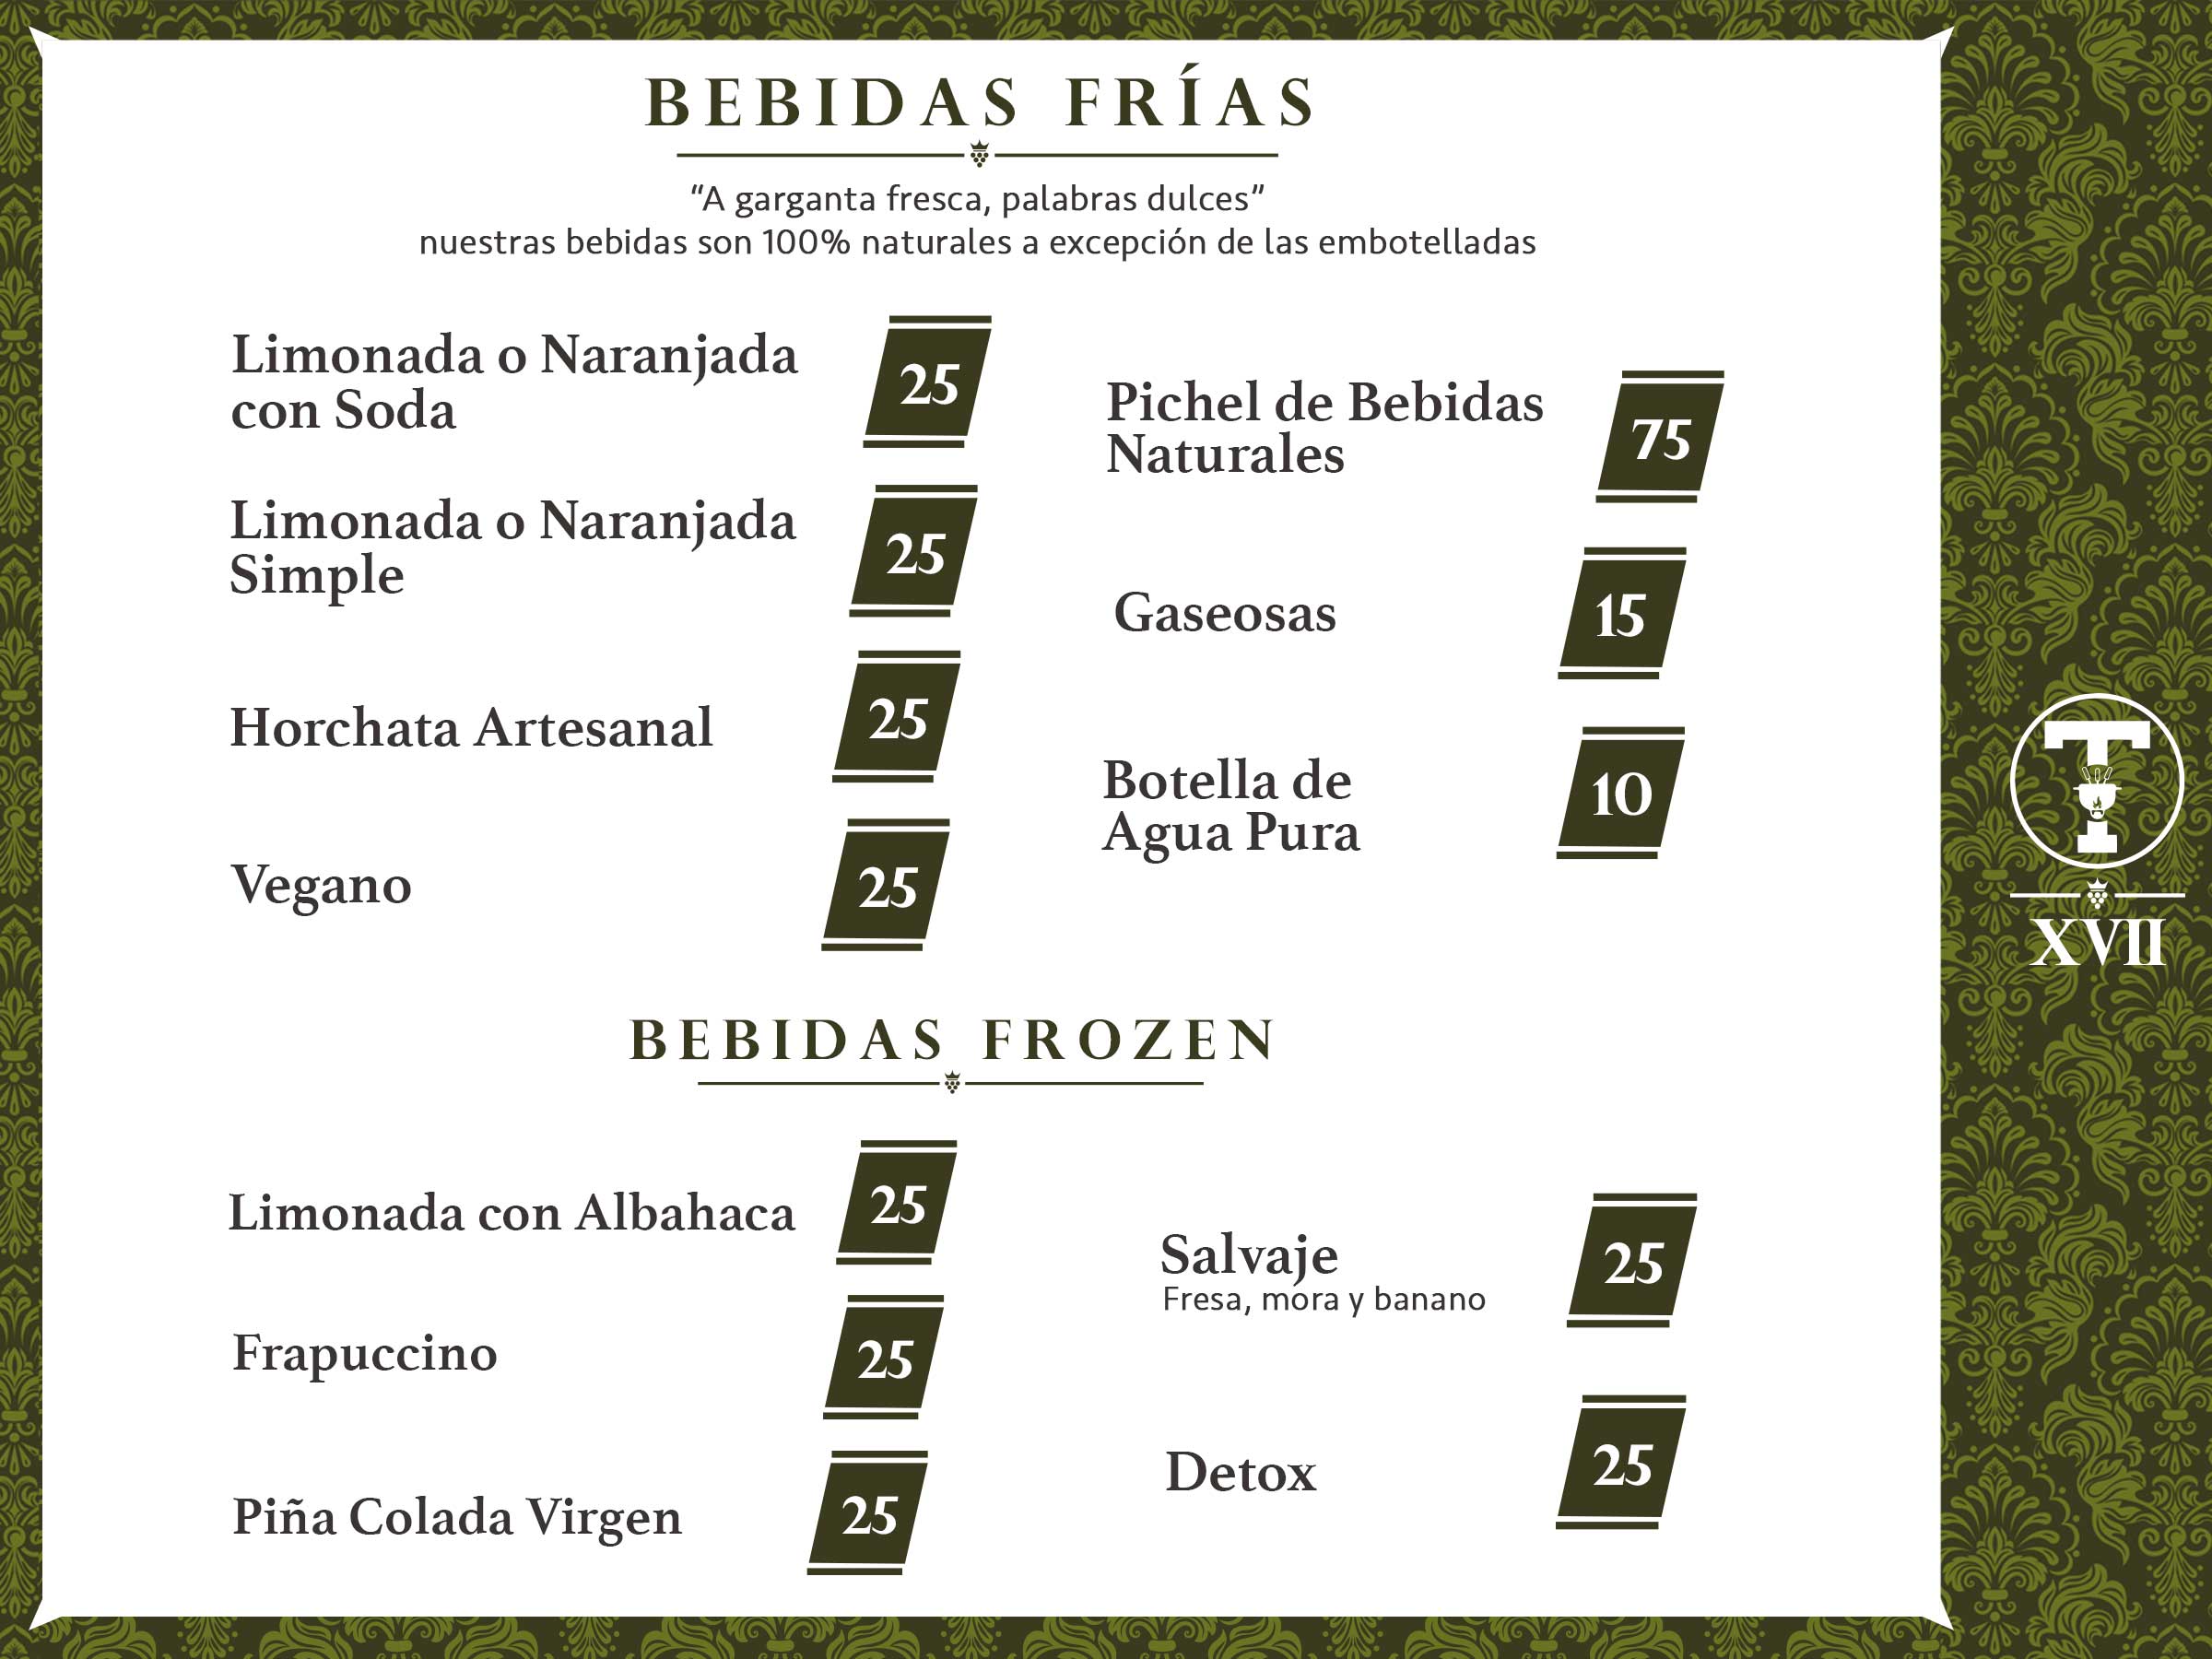 BEBIDAS FRÍAS
“A garganta fresca, palabras dulces”
nuestras bebidas son 100% naturales a excepción de las embotelladas
Limonada o Naranjada
con Soda
25
Limonada o Naranjada
Simple
25
Horchata Artesanal
25
Vegano
25
Pichel de Bebidas
Naturales
75
Gaseosas
15
Botella de
Agua Pura
10
BEBIDAS FROZEN
Limonada con Albahaca
25
Frapuccino
25
Piña Colada Virgen
25
Salvaje
Fresa, mora y banano
25
Detox
25
T
XVII